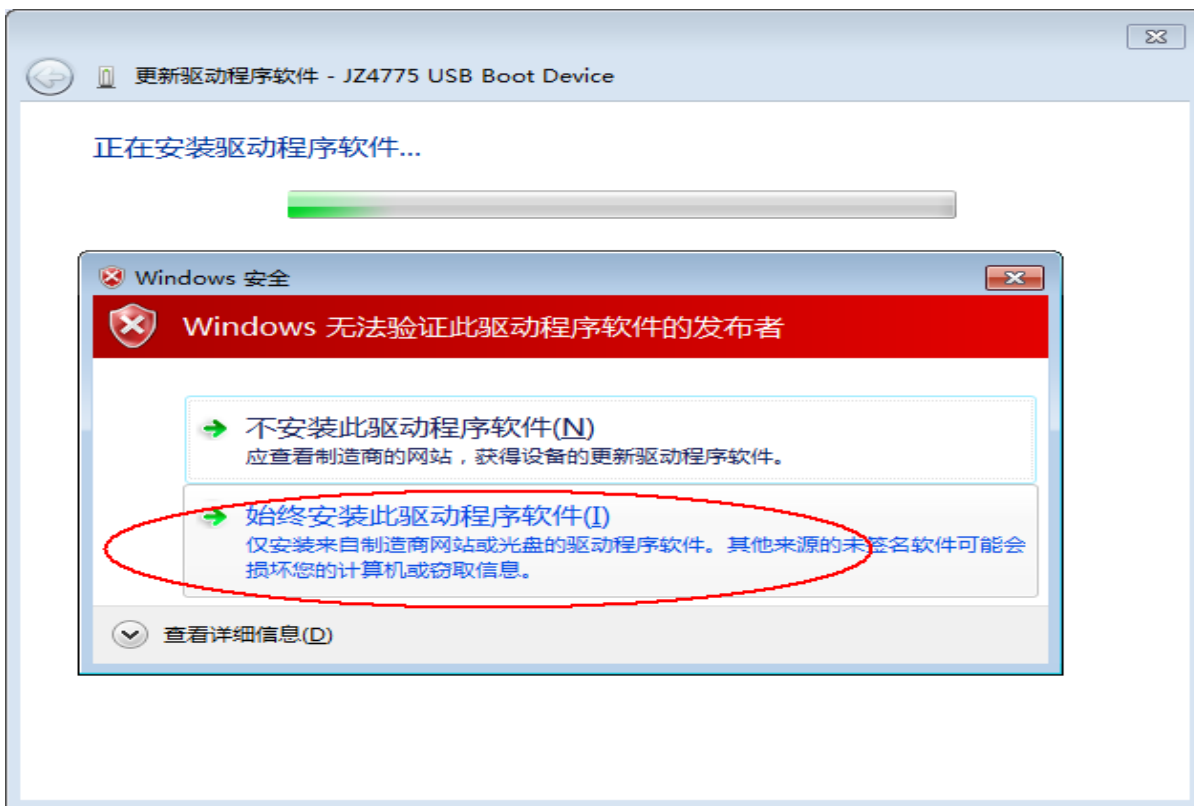 更新驱动程序软件 - JZ4775 USB Boot Device
正在安装驱动程序软件...
Windows 安全
Windows 无法验证此驱动程序软件的发布者
不安装此驱动程序软件(N)
应查看制造商的网站，获得设备的更新驱动程序软件。
始终安装此驱动程序软件(I)
仅安装来自制造商网站或光盘的驱动程序软件。其他来源的未签名软件可能会
损坏您的计算机或窃取信息。
查看详细信息(D)